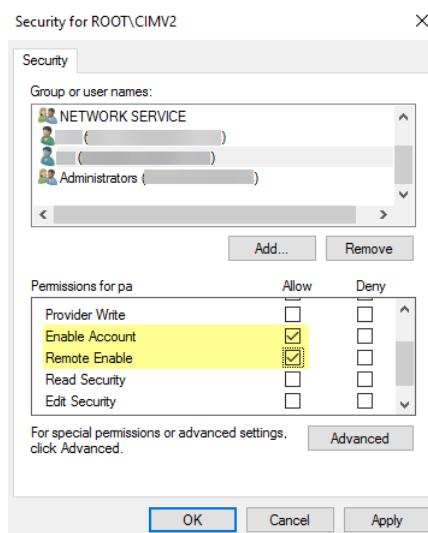 Security for ROOT\CIMV2
Security
Group or user names:
NETWORK SERVICE
( )
( )
Administrators ( )
Add... Remove
Permissions for pa Allow Deny
Provider Write
Enable Account
Remote Enable
Read Security
Edit Security
For special permissions or advanced settings,
click Advanced. Advanced
OK Cancel Apply